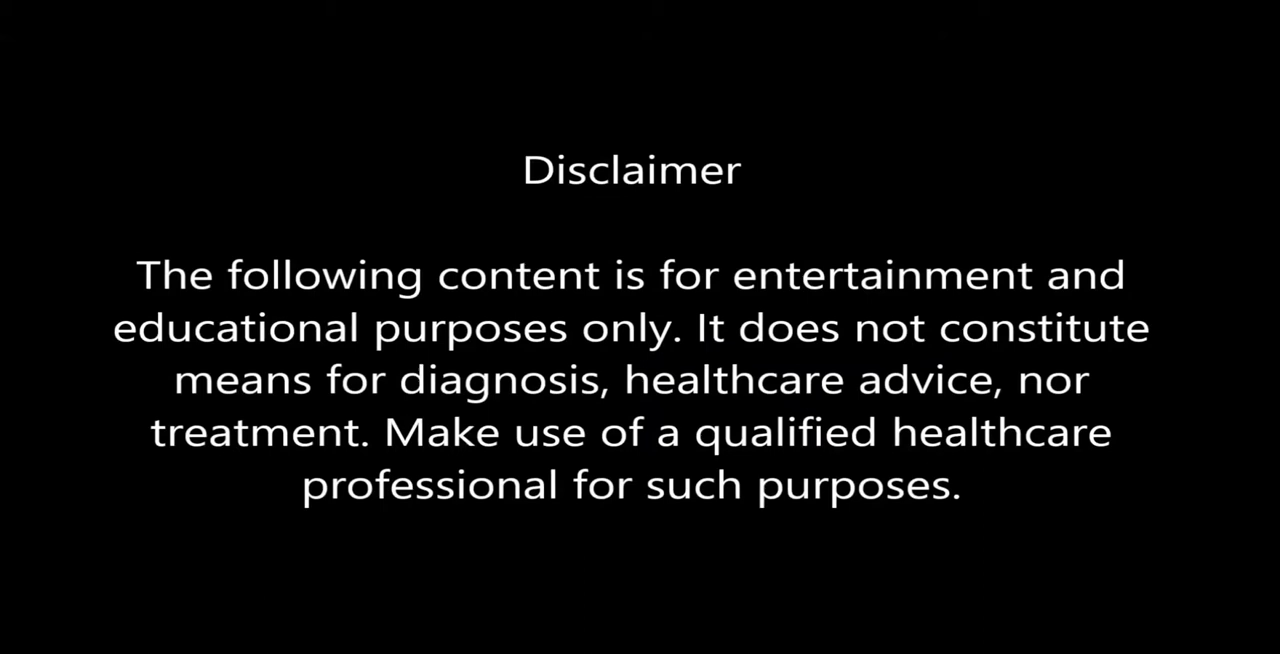 Disclaimer
The following content is for entertainment and
educational purposes only. It does not constitute
means for diagnosis, healthcare advice, nor
treatment. Make use of a qualified healthcare
professional for such purposes.